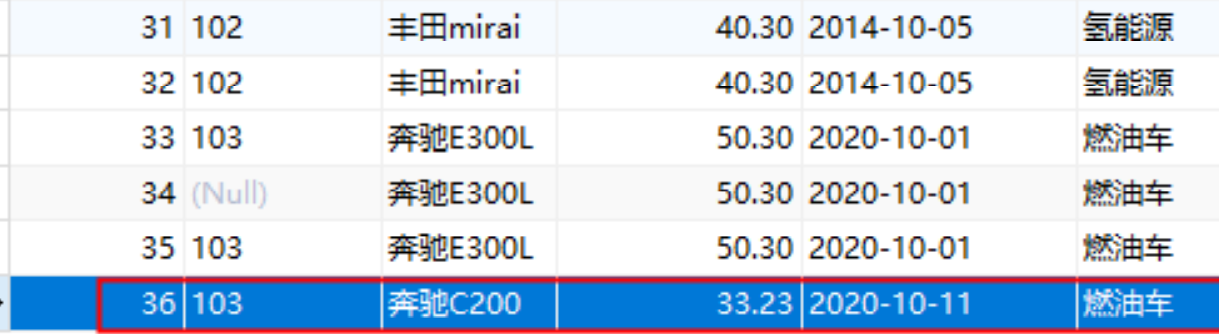 31 102 丰田mirai 40.30 2014-10-05 氢能源
32 102 丰田mirai 40.30 2014-10-05 氢能源
33 103 奔驰E300L 50.30 2020-10-01 燃油车
34 (Null) 奔驰E300L 50.30 2020-10-01 燃油车
35 103 奔驰E300L 50.30 2020-10-01 燃油车
36 103 奔驰C200 33.23 2020-10-11 燃油车